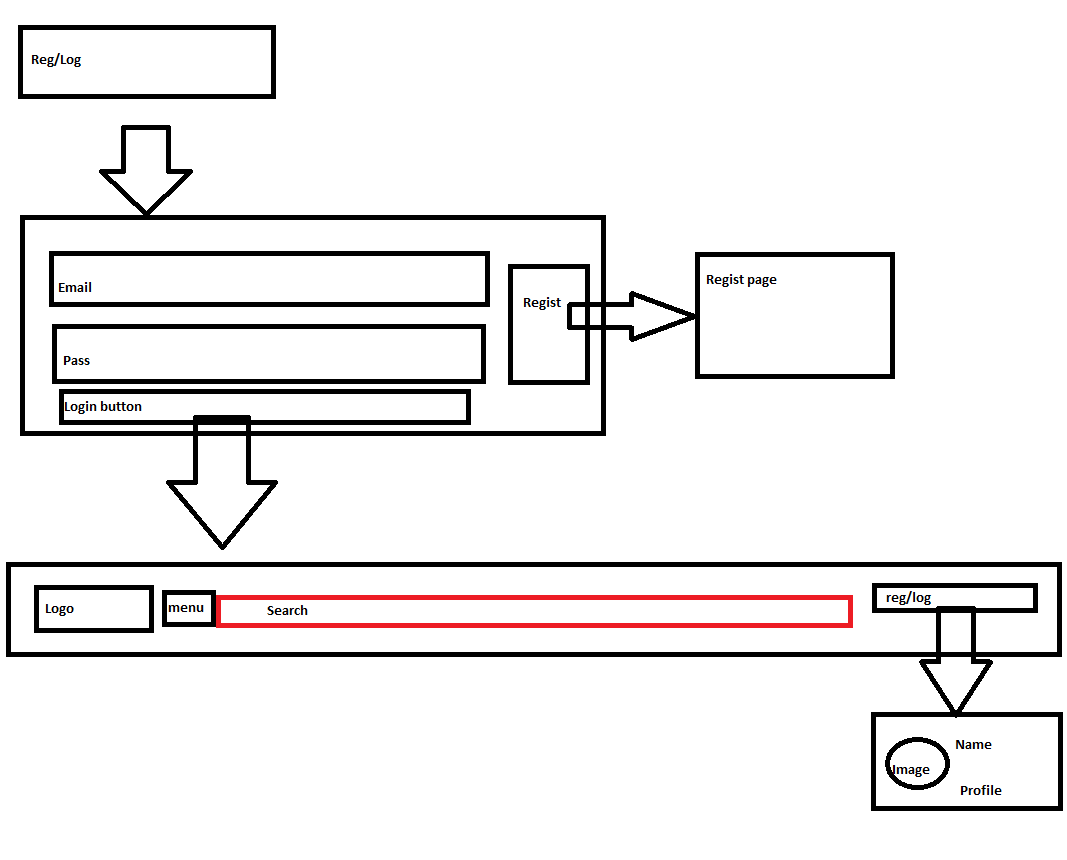 Reg/Log
Email
Regist
Regist page
Pass
Login button
Logo
menu
Search
reg/log
Name
Image
Profile